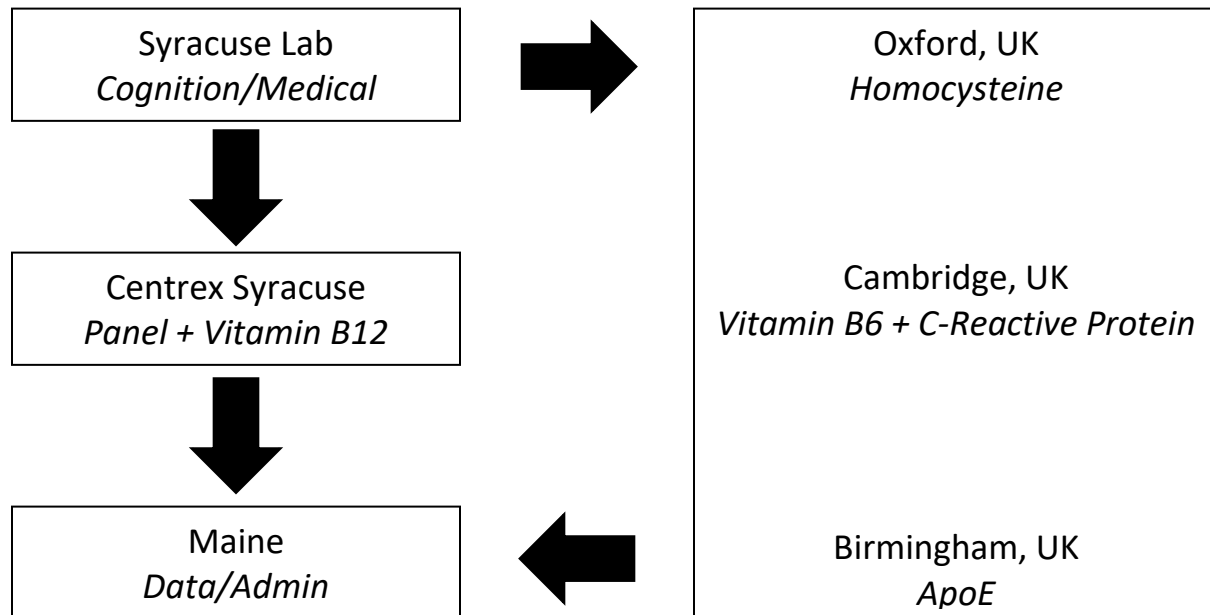 Syracuse Lab
Cognition/Medical
Centrex Syracuse
Panel + Vitamin B12
Maine
Data/Admin
Oxford, UK
Homocysteine
Cambridge, UK
Vitamin B6 + C-Reactive Protein
Birmingham, UK
ApoE